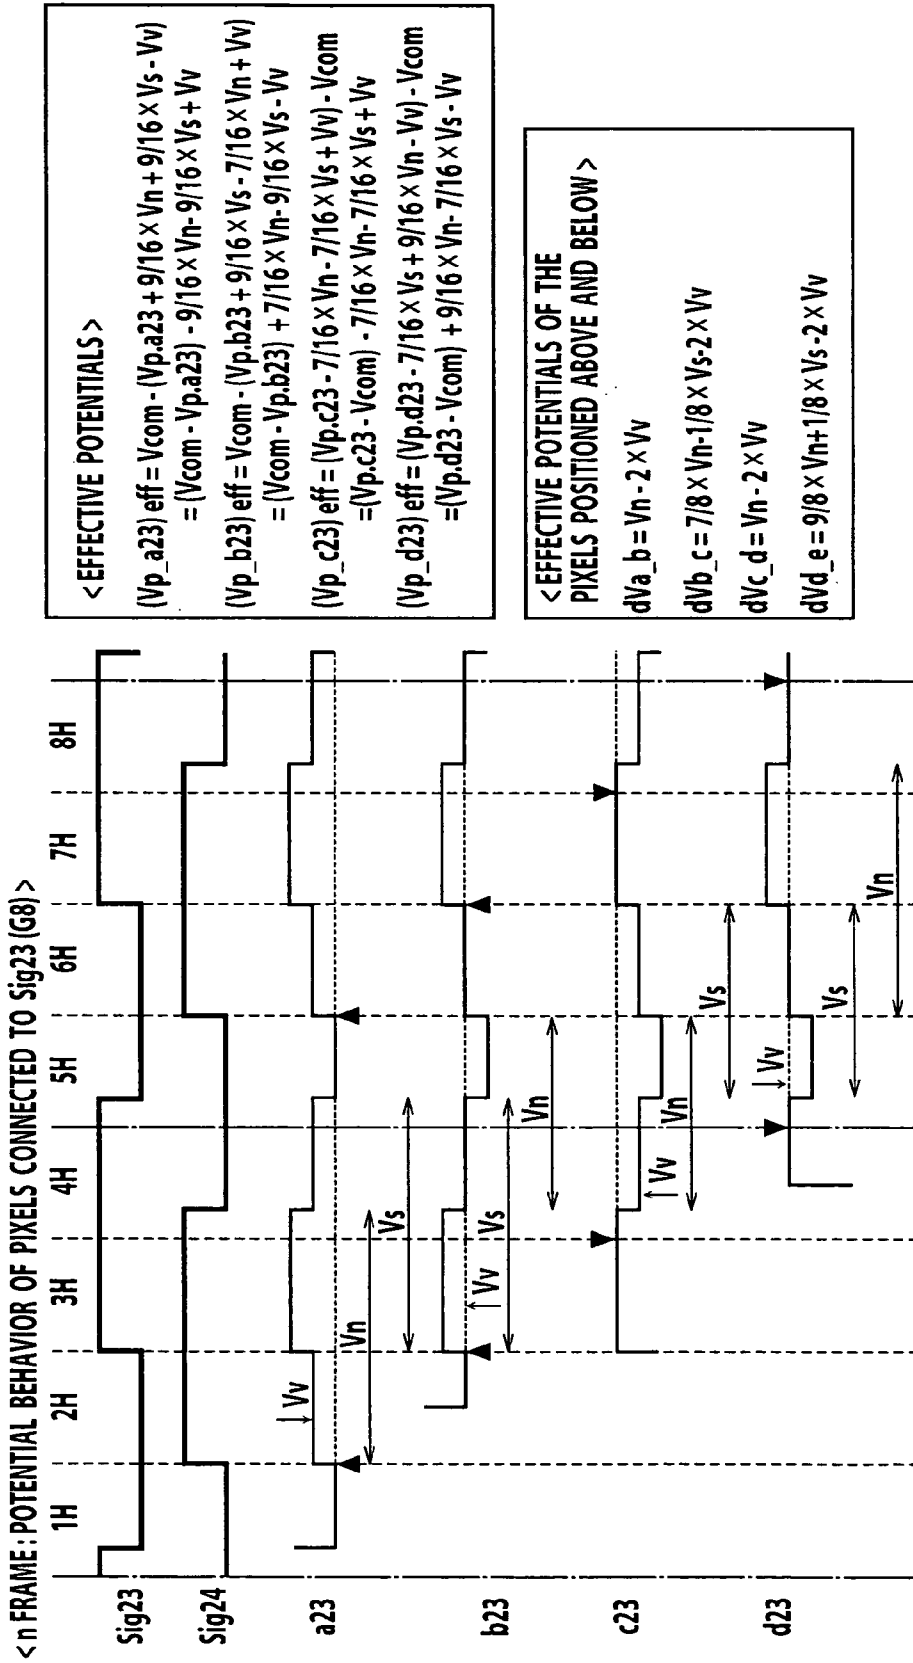 <n FRAME: POTENTIAL BEHAVIOR OF PIXELS CONNECTED TO Sig23 (G8)>
1H 2H 3H 4H 5H 6H 7H 8H
Sig23
Sig24
a23
Vv
Vn
Vs
b23
Vv
Vs
Vn
c23
Vv
Vn
Vs
d23
Vv
Vs
Vn
<EFFECTIVE POTENTIALS>
(Vp_a23) eff = Vcom - (Vp.a23 + 9/16 × Vn + 9/16 × Vs - Vv)
= (Vcom - Vp.a23) - 9/16 × Vn - 9/16 × Vs + Vv
(Vp_b23) eff = Vcom - (Vp.b23 + 9/16 × Vs - 7/16 × Vn + Vv)
= (Vcom - Vp.b23) + 7/16 × Vn - 9/16 × Vs - Vv
(Vp_c23) eff = (Vp.c23 - 7/16 × Vn - 7/16 × Vs + Vv) - Vcom
=(Vp.c23 - Vcom) - 7/16 × Vn - 7/16 × Vs + Vv
(Vp_d23) eff = (Vp.d23 - 7/16 × Vs + 9/16 × Vn - Vv) - Vcom
=(Vp.d23 - Vcom) + 9/16 × Vn - 7/16 × Vs - Vv
<EFFECTIVE POTENTIALS OF THE
PIXELS POSITIONED ABOVE AND BELOW>
dVa_b = Vn - 2 × Vv
dVb_c = 7/8 × Vn-1/8 × Vs-2 × Vv
dVc_d = Vn - 2 × Vv
dVd_e = 9/8 × Vn+1/8 × Vs-2 × Vv